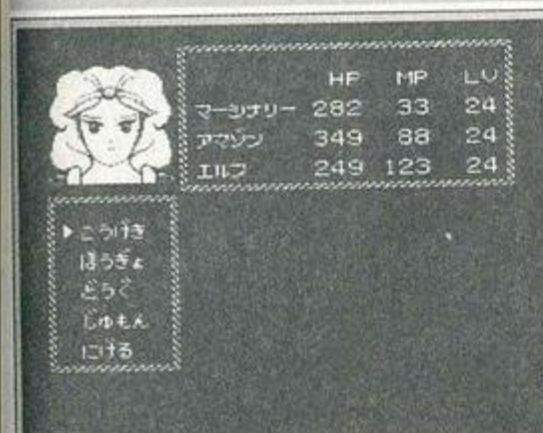 HP MP LV
マーシナリー 282 33 24
アマゾン 349 88 24
エルフ 249 123 24
▶こうげき
ぼうぎょ
どうぐ
じゅもん
にげる